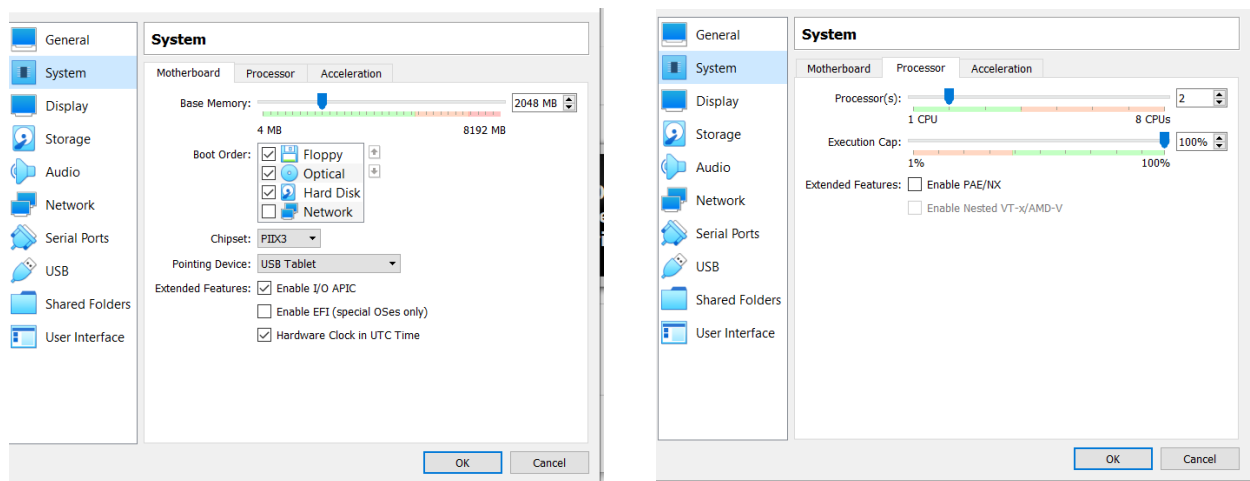 General
System
Display
Storage
Audio
Network
Serial Ports
USB
Shared Folders
User Interface
System
Motherboard Processor Acceleration
Base Memory: 2048 MB
4 MB 8192 MB
Boot Order: Floppy
Optical
Hard Disk
Network
Chipset: PIIX3
Pointing Device: USB Tablet
Extended Features: Enable I/O APIC
Enable EFI (special OSes only)
Hardware Clock in UTC Time
OK Cancel
General
System
Display
Storage
Audio
Network
Serial Ports
USB
Shared Folders
User Interface
System
Motherboard Processor Acceleration
Processor(s): 2
1 CPU 8 CPUs
Execution Cap: 100%
1% 100%
Extended Features: Enable PAE/NX
Enable Nested VT-x/AMD-V
OK Cancel